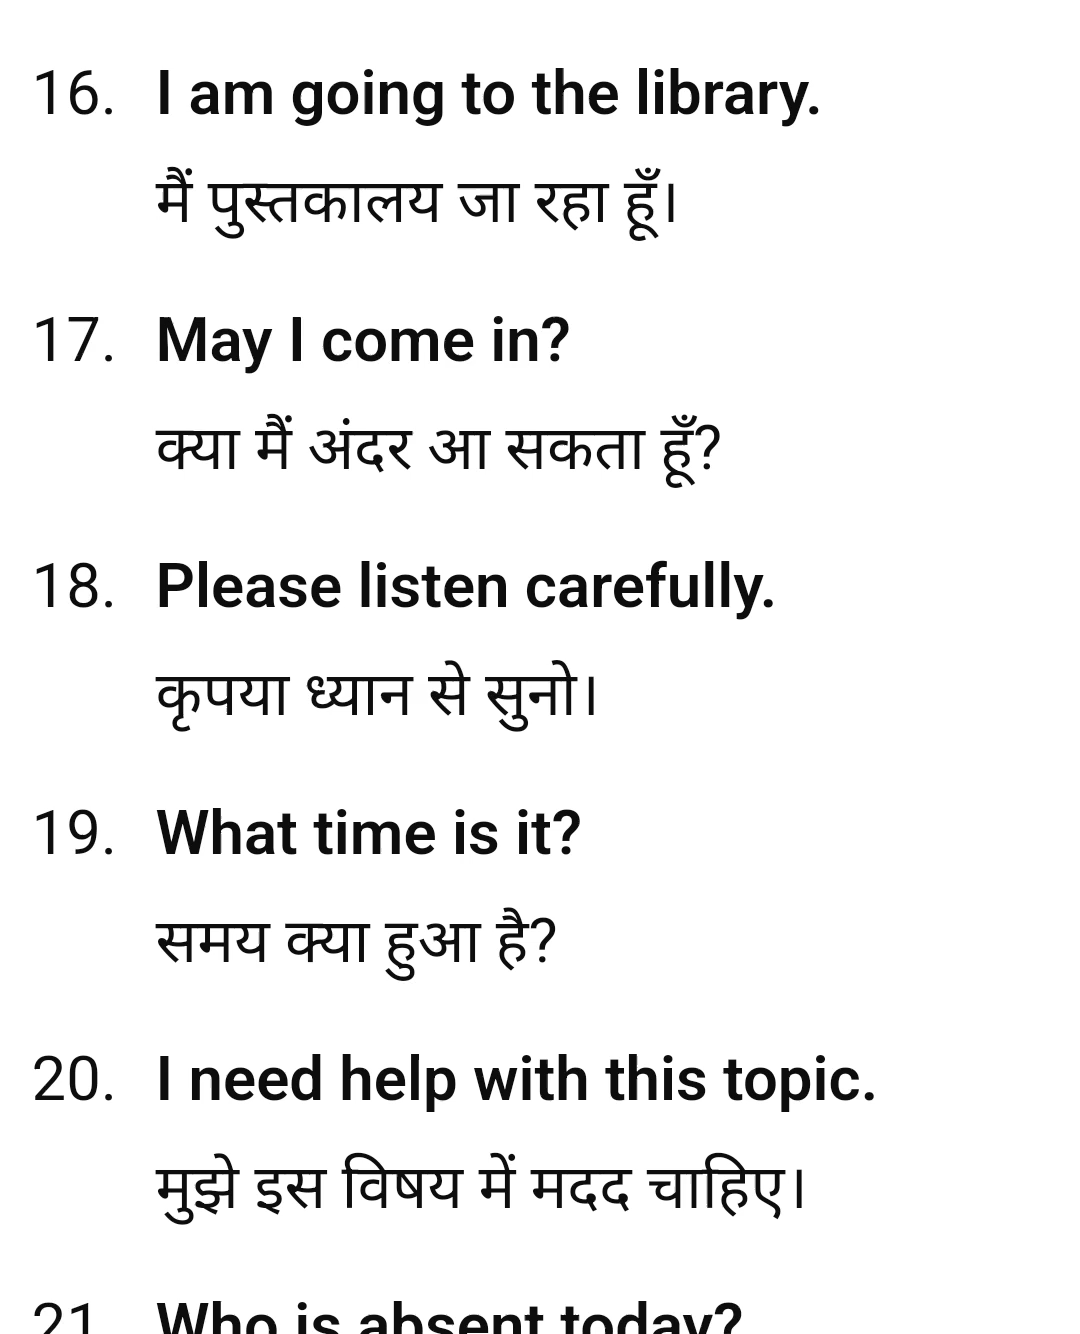 16. I am going to the library.
मैं पुस्तकालय जा रहा हूँ।
17. May I come in?
क्या मैं अंदर आ सकता हूँ?
18. Please listen carefully.
कृपया ध्यान से सुनो।
19. What time is it?
समय क्या हुआ है?
20. I need help with this topic.
मुझे इस विषय में मदद चाहिए।
21. Who is absent today?